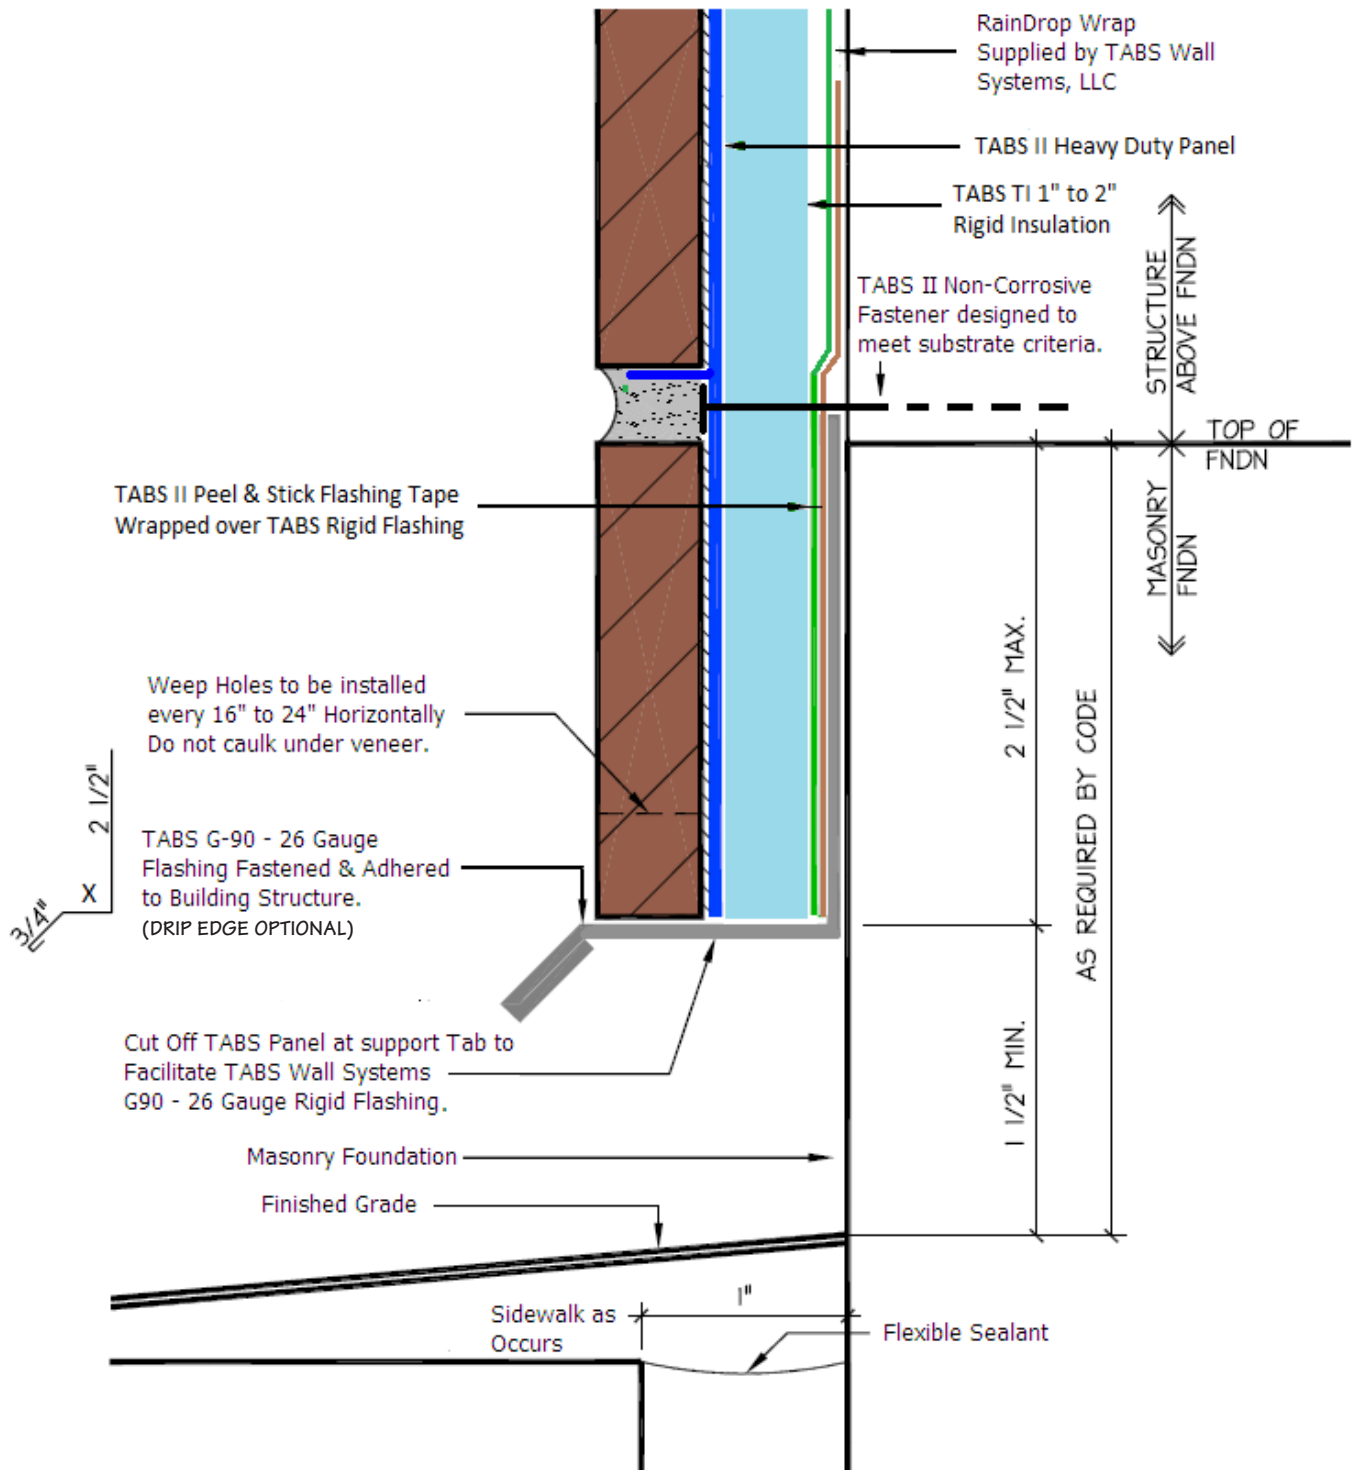 RainDrop Wrap
Supplied by TABS Wall
Systems, LLC
TABS II Heavy Duty Panel
TABS TI 1" to 2"
Rigid Insulation
TABS II Non-Corrosive
Fastener designed to
meet substrate criteria.
STRUCTURE
ABOVE FNDN
TOP OF
FNDN
MASONRY
FNDN
TABS II Peel & Stick Flashing Tape
Wrapped over TABS Rigid Flashing
2 1/2" MAX.
AS REQUIRED BY CODE
Weep Holes to be installed
every 16" to 24" Horizontally
Do not caulk under veneer.
2 1/2"
X
3/4"
TABS G-90 - 26 Gauge
Flashing Fastened & Adhered
to Building Structure.
(DRIP EDGE OPTIONAL)
Cut Off TABS Panel at support Tab to
Facilitate TABS Wall Systems
G90 - 26 Gauge Rigid Flashing.
1 1/2" MIN.
Masonry Foundation
Finished Grade
1"
Sidewalk as
Occurs
Flexible Sealant